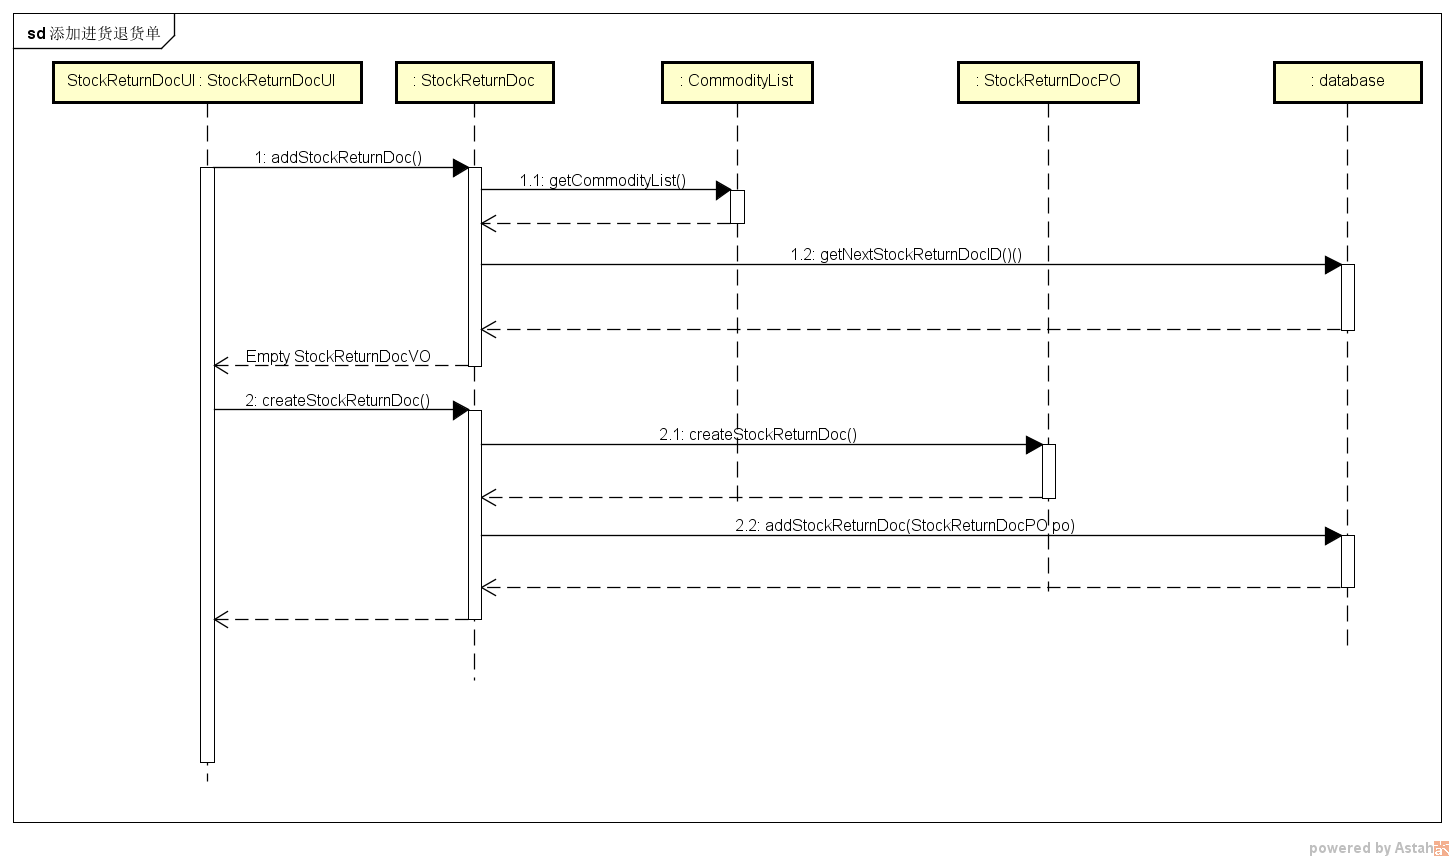 sd 添加进货退货单
StockReturnDocUI : StockReturnDocUI
: StockReturnDoc
: CommodityList
: StockReturnDocPO
: database
1: addStockReturnDoc()
1.1: getCommodityList()
1.2: getNextStockReturnDocID()()
Empty StockReturnDocVO
2: createStockReturnDoc()
2.1: createStockReturnDoc()
2.2: addStockReturnDoc(StockReturnDocPO po)
powered by Astah